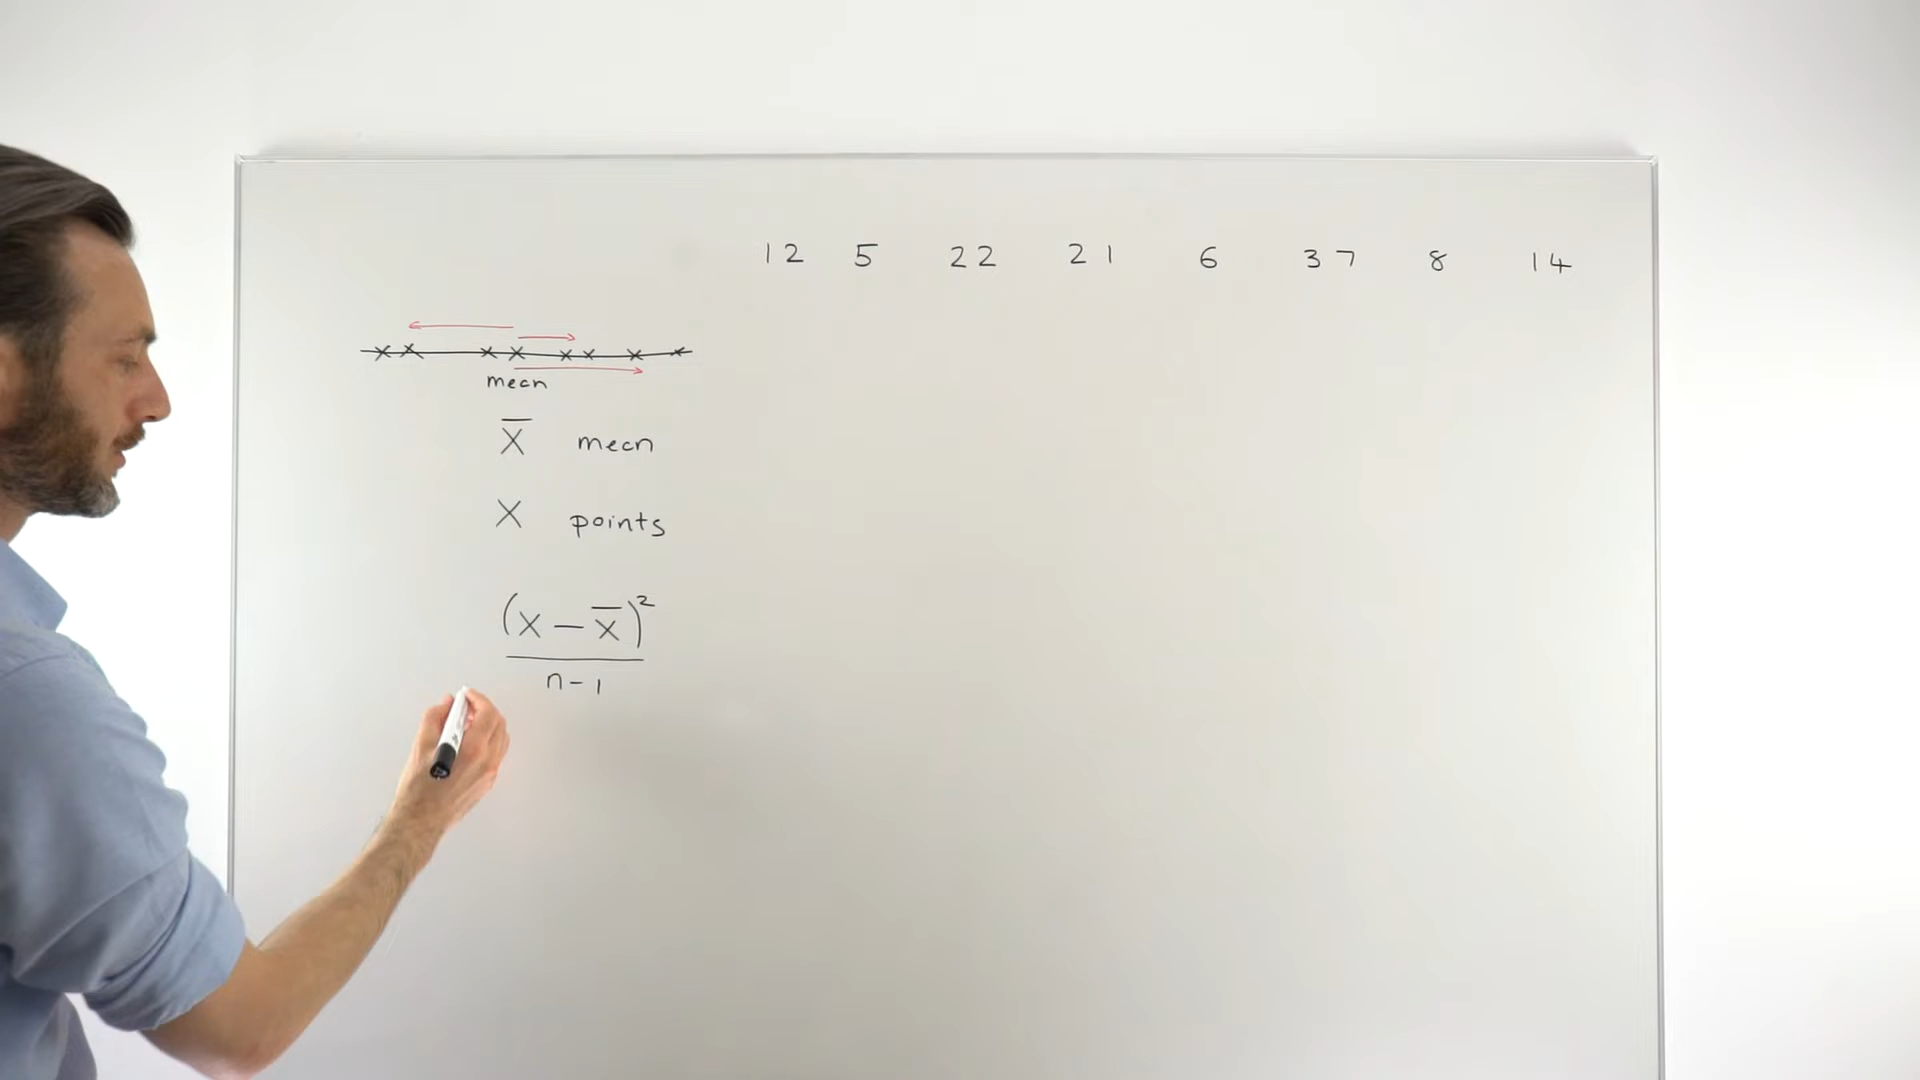 12 5 22 21 6 37 8 14
mean
x̄ mean
x points
(x - x̄)²
n - 1